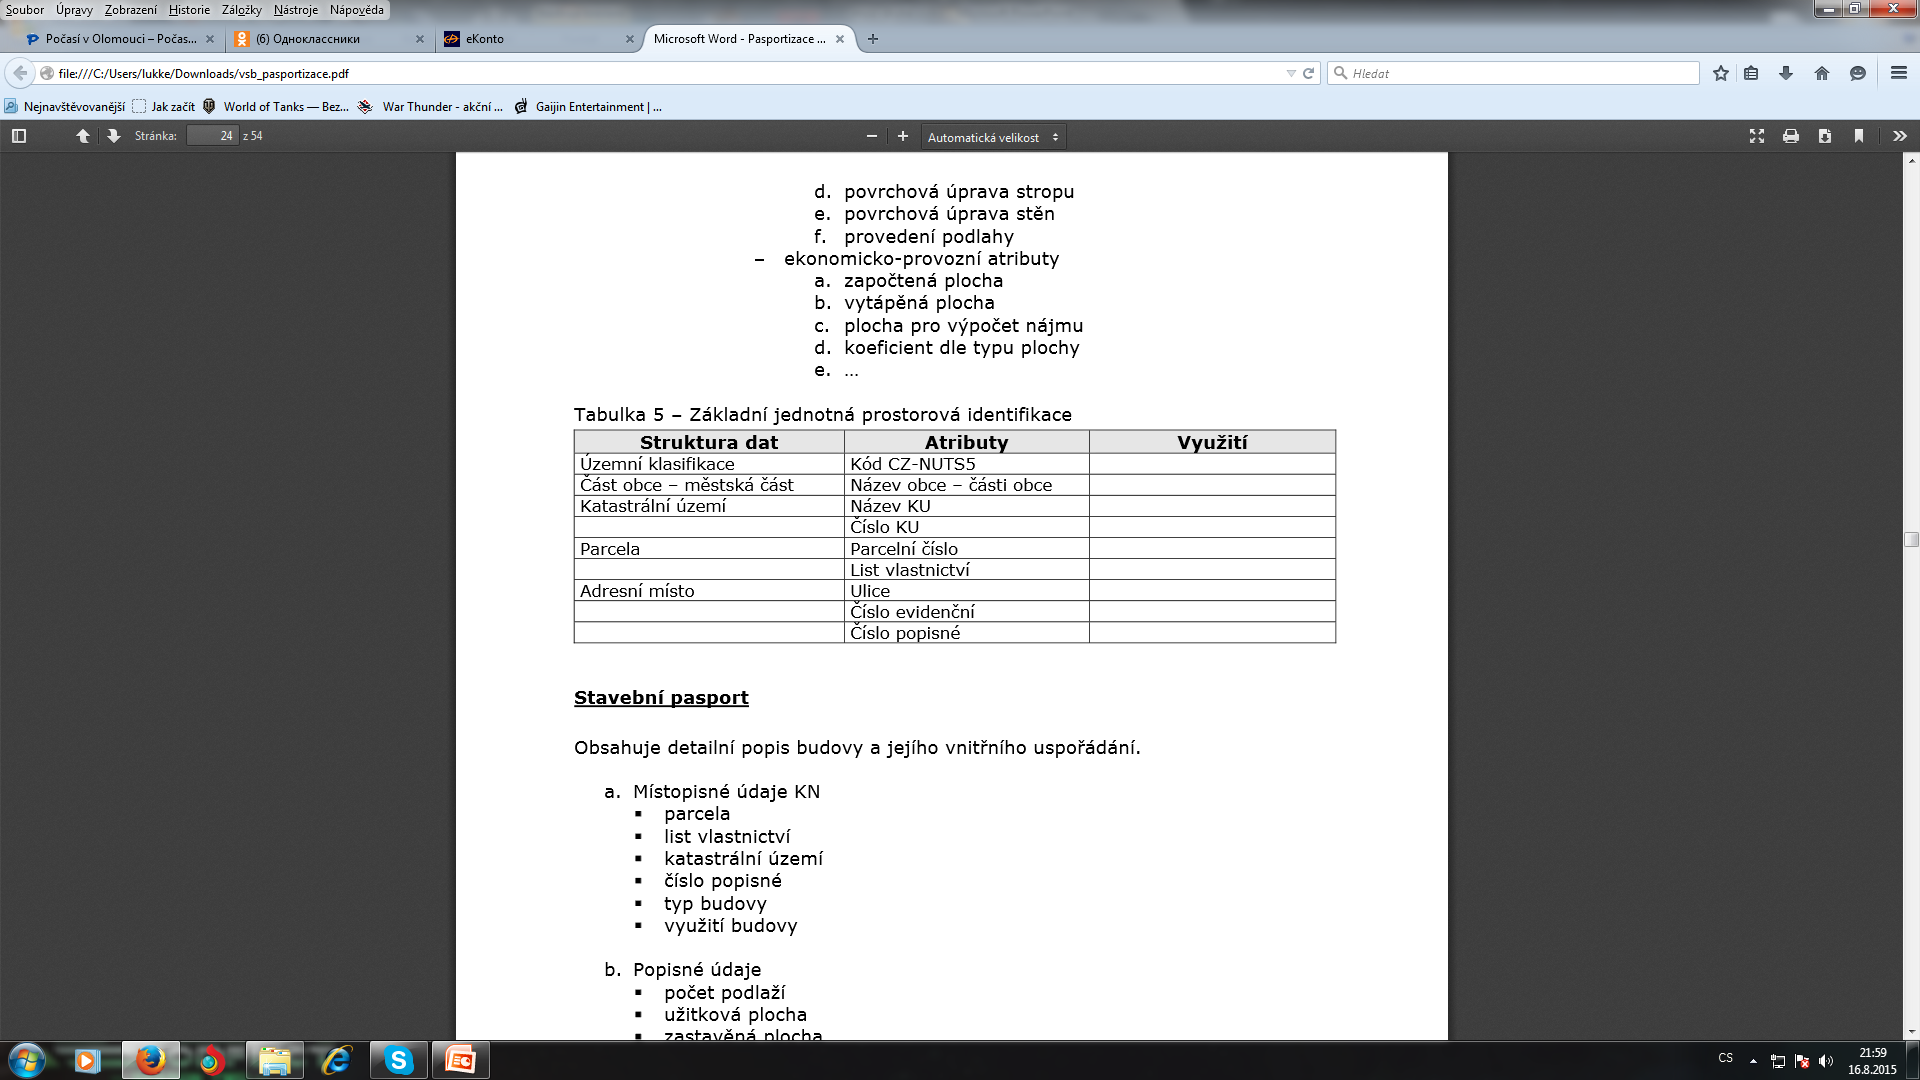 Soubor Úpravy Zobrazení Historie Záložky Nástroje Nápověda
Počasí v Olomouci – Počas... (6) Одноклассники eKonto Microsoft Word - Pasportizace ...
file:///C:/Users/lukke/Downloads/vsb_pasportizace.pdf Hledat
Nejnavštěvovanější Jak začít World of Tanks — Bez... War Thunder - akční ... Gaijin Entertainment | ...
Stránka: 24 z 54 Automatická velikost
d. povrchová úprava stropu
e. povrchová úprava stěn
f. provedení podlahy
– ekonomicko-provozní atributy
a. započtená plocha
b. vytápěná plocha
c. plocha pro výpočet nájmu
d. koeficient dle typu plochy
e. ...
Tabulka 5 – Základní jednotná prostorová identifikace
Struktura dat Atributy Využití
Územní klasifikace Kód CZ-NUTS5
Část obce – městská část Název obce – části obce
Katastrální území Název KU
Číslo KU
Parcela Parcelní číslo
List vlastnictví
Adresní místo Ulice
Číslo evidenční
Číslo popisné
Stavební pasport
Obsahuje detailní popis budovy a jejího vnitřního uspořádání.
a. Místopisné údaje KN
▪ parcela
▪ list vlastnictví
▪ katastrální území
▪ číslo popisné
▪ typ budovy
▪ využití budovy
b. Popisné údaje
▪ počet podlaží
▪ užitková plocha
▪ zastavěná plocha
CS 21:59
16.8.2015